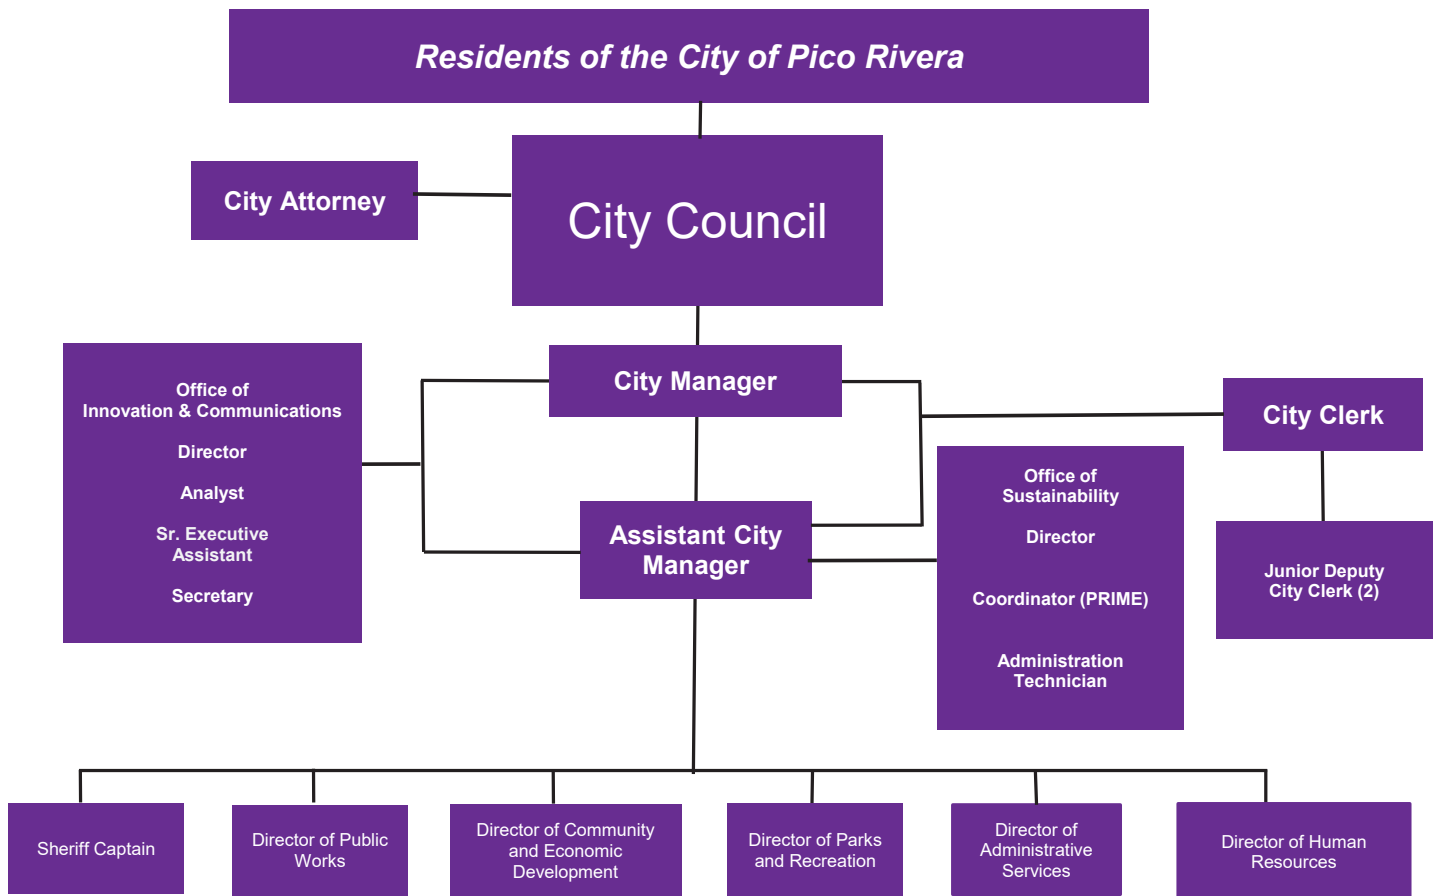 Residents of the City of Pico Rivera
City Attorney
City Council
Office of
Innovation & Communications
Director
Analyst
Sr. Executive
Assistant
Secretary
City Manager
City Clerk
Assistant City
Manager
Office of
Sustainability
Director
Coordinator (PRIME)
Administration
Technician
Junior Deputy
City Clerk (2)
Sheriff Captain
Director of Public
Works
Director of Community
and Economic
Development
Director of Parks
and Recreation
Director of
Administrative
Services
Director of Human
Resources